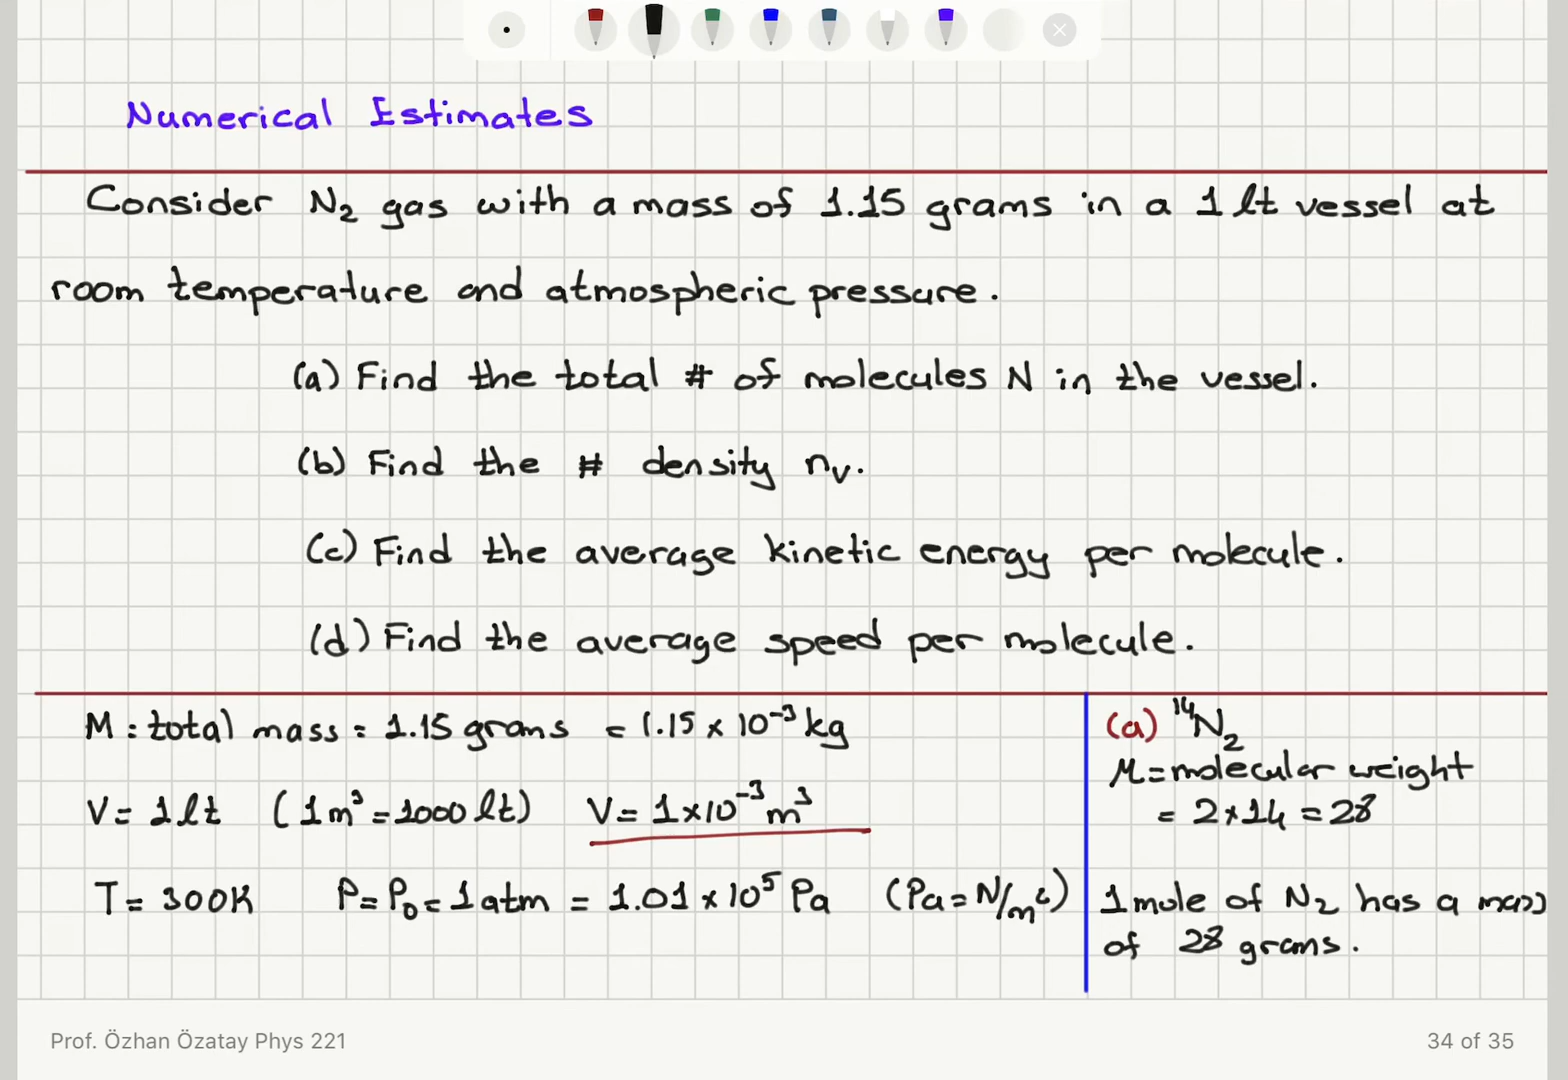 Numerical Estimates
Consider N₂ gas with a mass of 1.15 grams in a 1 lt vessel at
room temperature and atmospheric pressure.
(a) Find the total # of molecules N in the vessel.
(b) Find the # density nᵥ.
(c) Find the average kinetic energy per molecule.
(d) Find the average speed per molecule.
M : total mass = 1.15 grams = 1.15 × 10⁻³ kg
V = 1 lt (1 m³ = 1000 lt) V = 1×10⁻³ m³
T = 300K P = P₀ = 1 atm = 1.01 × 10⁵ Pa (Pa = N/m²)
(a) ¹⁴N₂
M = molecular weight
= 2×14 = 28
1 mole of N₂ has a mass
of 28 grams.
Prof. Özhan Özatay Phys 221
34 of 35